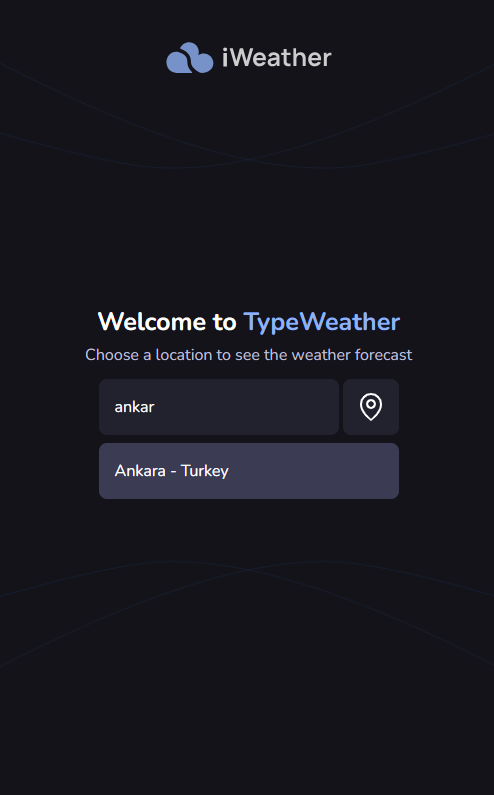 iWeather
Welcome to TypeWeather
Choose a location to see the weather forecast
ankar
Ankara - Turkey